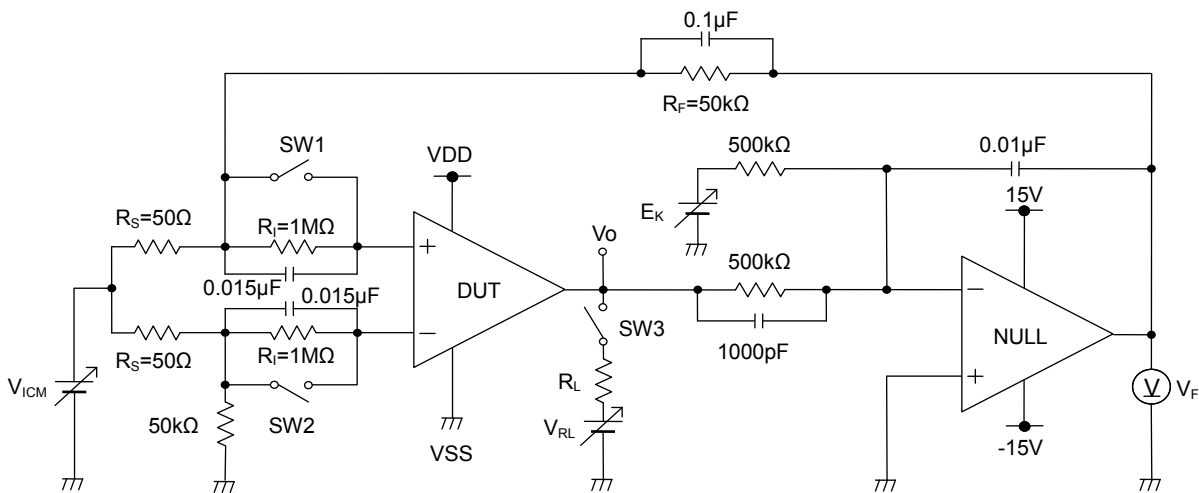 0.1µF
RF=50kΩ
SW1
VDD
500kΩ
0.01µF
15V
RS=50Ω
RI=1MΩ
EK
Vo
+
500kΩ
0.015µF
0.015µF
DUT
−
NULL
RS=50Ω
RI=1MΩ
−
SW3
1000pF
+
V
VF
VICM
50kΩ
SW2
RL
VRL
VSS
-15V